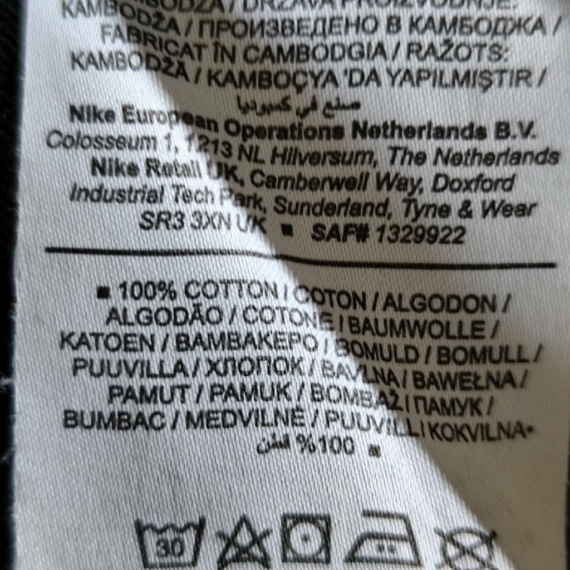 KAMBODŽA / ПРОИЗВЕДЕНО В КАМБОДЖА /
FABRICAT ÎN CAMBODGIA / RAŽOTS:
KAMBODŽĀ / KAMBOÇYA 'DA YAPILMIŞTIR /
صنع في كمبوديا
Nike European Operations Netherlands B.V.
Colosseum 1, 1213 NL Hilversum, The Netherlands
Nike Retail UK, Camberwell Way, Doxford
Industrial Tech Park, Sunderland, Tyne & Wear
SR3 3XN UK ■ SAF# 1329922
■ 100% COTTON / COTON / ALGODON /
ALGODÃO / COTONE / BAUMWOLLE /
KATOEN / ΒΑΜΒΑΚΕΡΟ / BOMULD / BOMULL /
PUUVILLA / ХЛОПОК / BAVLNA / BAWEŁNA /
PAMUT / PAMUK / BOMBAŽ / ПАМУК /
BUMBAC / MEDVILNĖ / PUUVILL / KOKVILNA
100% قطن ■
30